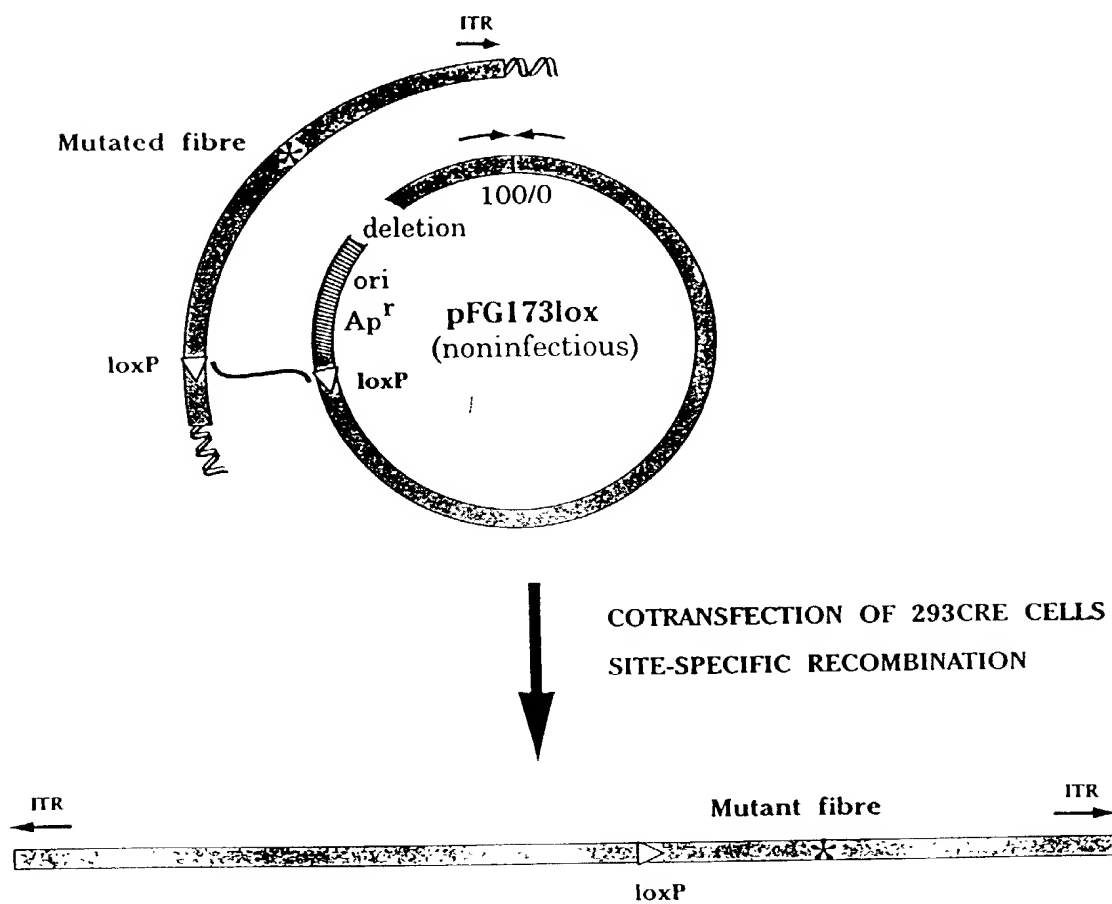 ITR
Mutated fibre
100/0
deletion
ori
Apr
pFG173lox
(noninfectious)
loxP
loxP
COTRANSFECTION OF 293CRE CELLS
SITE-SPECIFIC RECOMBINATION
ITR
Mutant fibre
ITR
loxP